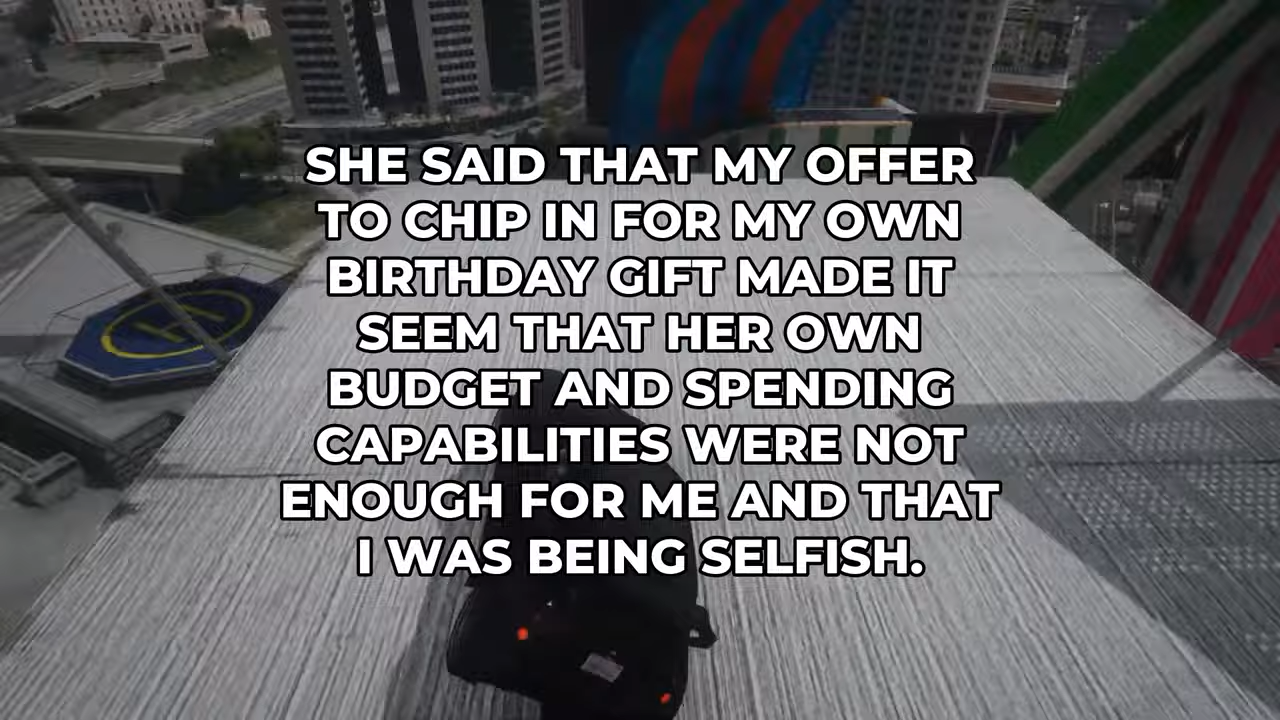 SHE SAID THAT MY OFFER
TO CHIP IN FOR MY OWN
BIRTHDAY GIFT MADE IT
SEEM THAT HER OWN
BUDGET AND SPENDING
CAPABILITIES WERE NOT
ENOUGH FOR ME AND THAT
I WAS BEING SELFISH.
H